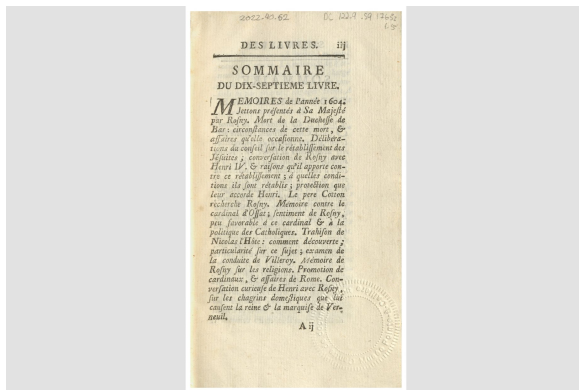 2022.40.62 DC 122.9 .S9 1768z
DES LIVRES. iij
SOMMAIRE
DU DIX-SEPTIEME LIVRE.
MEMOIRES de l'année 1604.
Jettons présentés à Sa Majesté
par Rosny. Mort de la Duchesse de
Bar: circonstances de cette mort, &
affaires qu'elle occasionne. Délibéra-
tions du conseil sur le rétablissement des
Jésuites; conversation de Rosny avec
Henri IV. & raisons qu'il apporte con-
tre ce rétablissement; à quelles condi-
tions ils sont rétablis; protection que
leur accorde Henri. Le pere Cotton
recherche Rosny. Mémoire contre le
cardinal d'Ossat; sentiment de Rosny,
peu favorable à ce cardinal & à la
politique des Catholiques. Trahison de
Nicolas l'Hôte: comment découverte;
particularité sur ce sujet; examen de
la conduite de Villeroy. Mémoire de
Rosny sur les religions. Promotion de
cardinaux, & affaires de Rome. Con-
versation curieuse de Henri avec Rosny,
sur les chagrins domestiques que lui
causent la reine & la marquise de Ver-
neuil.
A ij